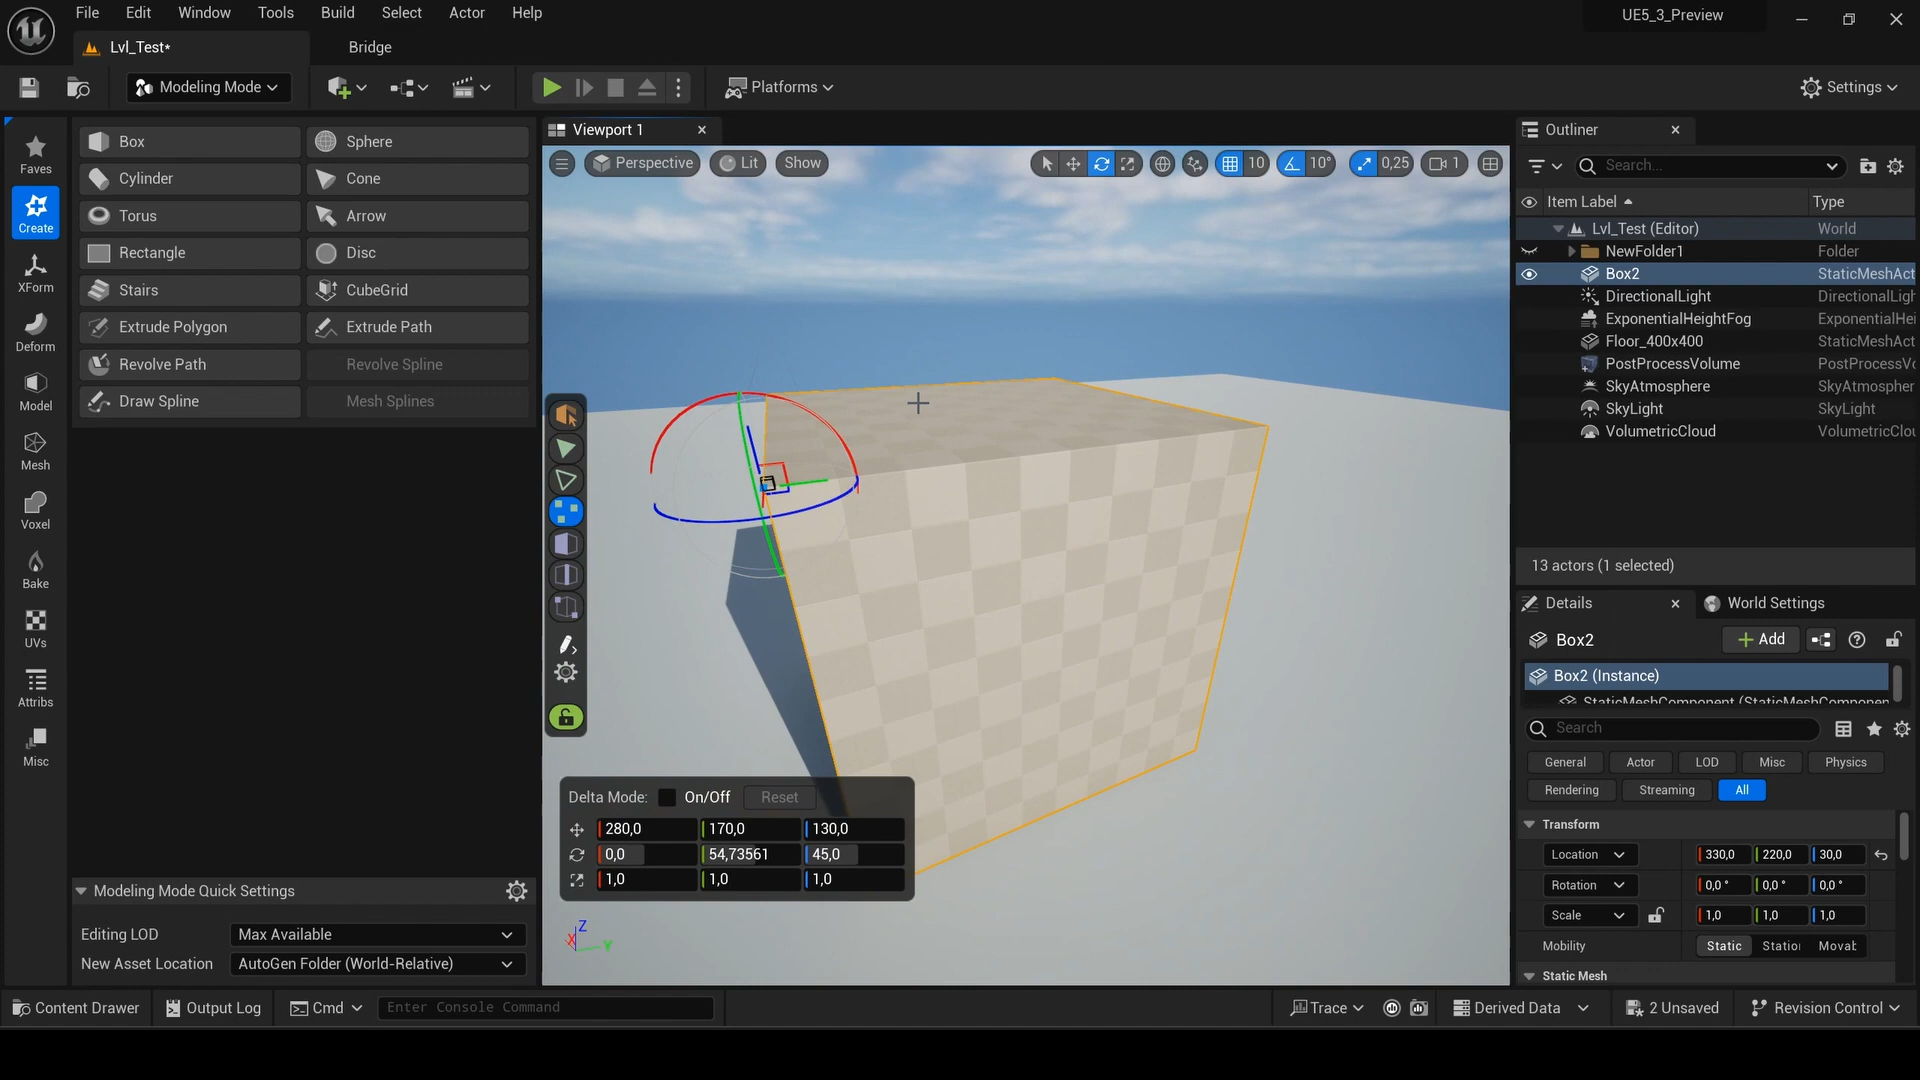 File Edit Window Tools Build Select Actor Help
UE5_3_Preview
Lvl_Test*
Bridge
Modeling Mode
Platforms
Settings
Faves
Create
XForm
Deform
Model
Mesh
Voxel
Bake
UVs
Attribs
Misc
Box
Sphere
Cylinder
Cone
Torus
Arrow
Rectangle
Disc
Stairs
CubeGrid
Extrude Polygon
Extrude Path
Revolve Path
Revolve Spline
Draw Spline
Mesh Splines
Modeling Mode Quick Settings
Editing LOD
Max Available
New Asset Location
AutoGen Folder (World-Relative)
Viewport 1
Perspective
Lit
Show
10
10°
0,25
1
Delta Mode: On/Off Reset
280,0 170,0 130,0
0,0 54,73561 45,0
1,0 1,0 1,0
Z
X
Y
Outliner
Search...
Item Label Type
Lvl_Test (Editor) World
NewFolder1 Folder
Box2 StaticMeshAct
DirectionalLight DirectionalLigh
ExponentialHeightFog ExponentialHei
Floor_400x400 StaticMeshAct
PostProcessVolume PostProcessVo
SkyAtmosphere SkyAtmospher
SkyLight SkyLight
VolumetricCloud VolumetricClou
13 actors (1 selected)
Details
World Settings
Box2
Add
Box2 (Instance)
StaticMeshComponent (StaticMeshComponen
Search
General Actor LOD Misc Physics
Rendering Streaming All
Transform
Location 330,0 220,0 30,0
Rotation 0,0 ° 0,0 ° 0,0 °
Scale 1,0 1,0 1,0
Mobility Static Statioı Movab
Static Mesh
Content Drawer
Output Log
Cmd
Enter Console Command
Trace
Derived Data
2 Unsaved
Revision Control